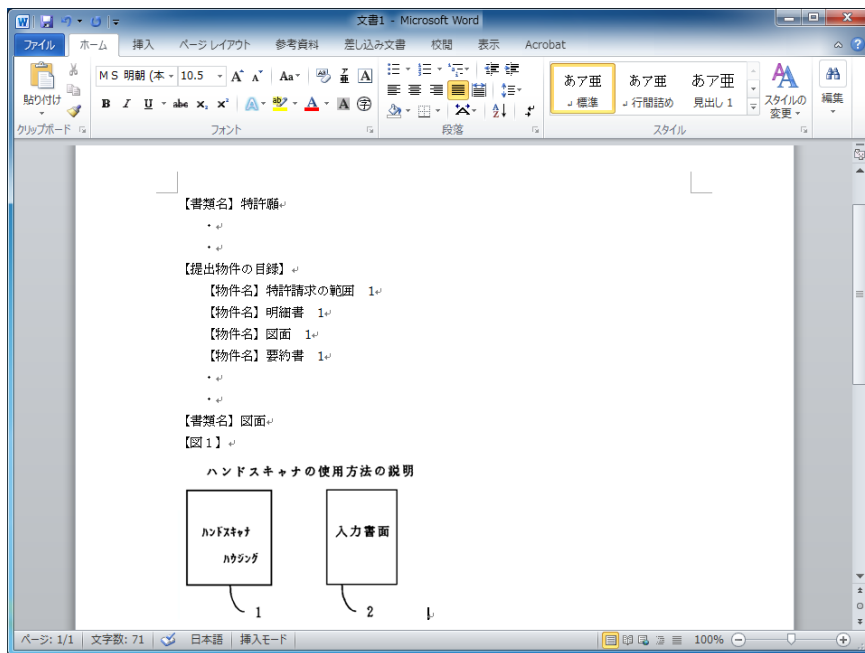 文書1 - Microsoft Word
ファイル ホーム 挿入 ページ レイアウト 参考資料 差し込み文書 校閲 表示 Acrobat
MS 明朝 (本 10.5
貼り付け
B I U abc x₂ x² A ab A A 字
あア亜 あア亜 あア亜
標準 行間詰め 見出し 1
スタイルの変更
編集
クリップボード フォント 段落 スタイル
【書類名】特許願
・
・
【提出物件の目録】
【物件名】特許請求の範囲 1
【物件名】明細書 1
【物件名】図面 1
【物件名】要約書 1
・
・
【書類名】図面
【図1】
ハンドスキャナの使用方法の説明
ハンドスキャナ
ハウジング
入力書面
1 2
ページ: 1/1 文字数: 71 日本語 挿入モード 100%